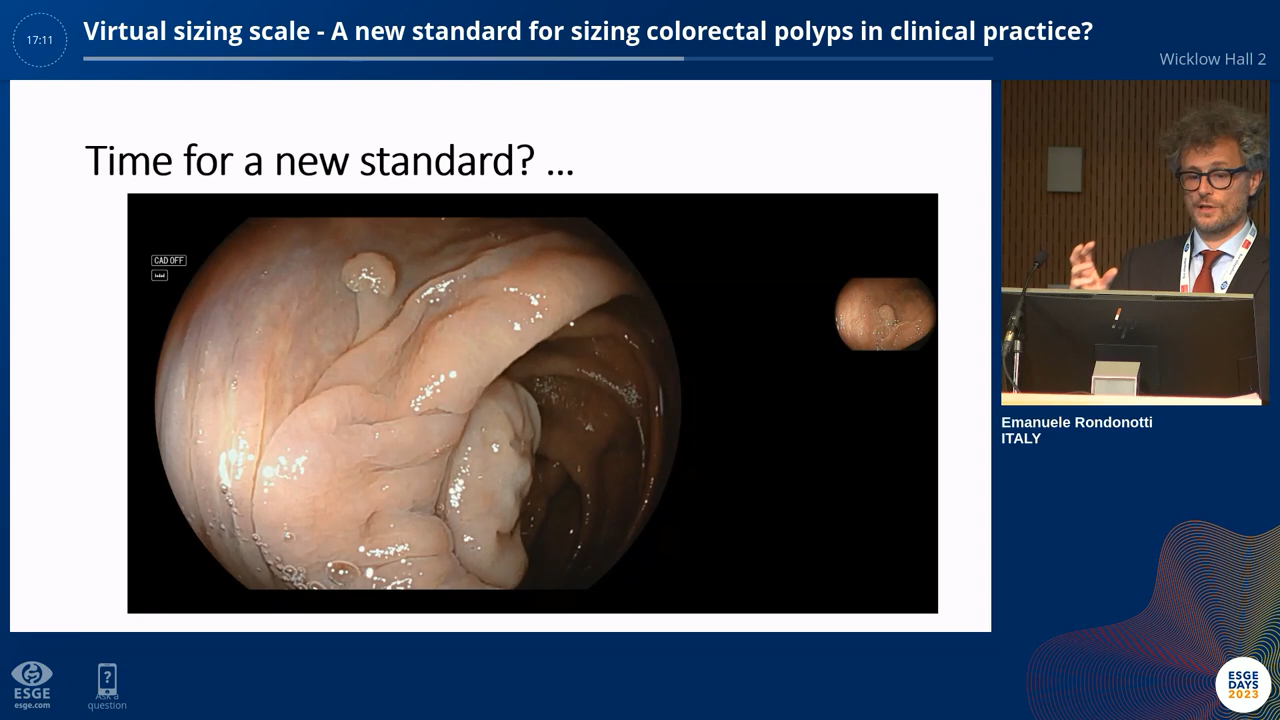 17:11
Virtual sizing scale - A new standard for sizing colorectal polyps in clinical practice?
Wicklow Hall 2
Time for a new standard? ...
CAD OFF
Emanuele Rondonotti
ITALY
ESGE
esge.com
?
Ask a
question
ESGE
DAYS
2023